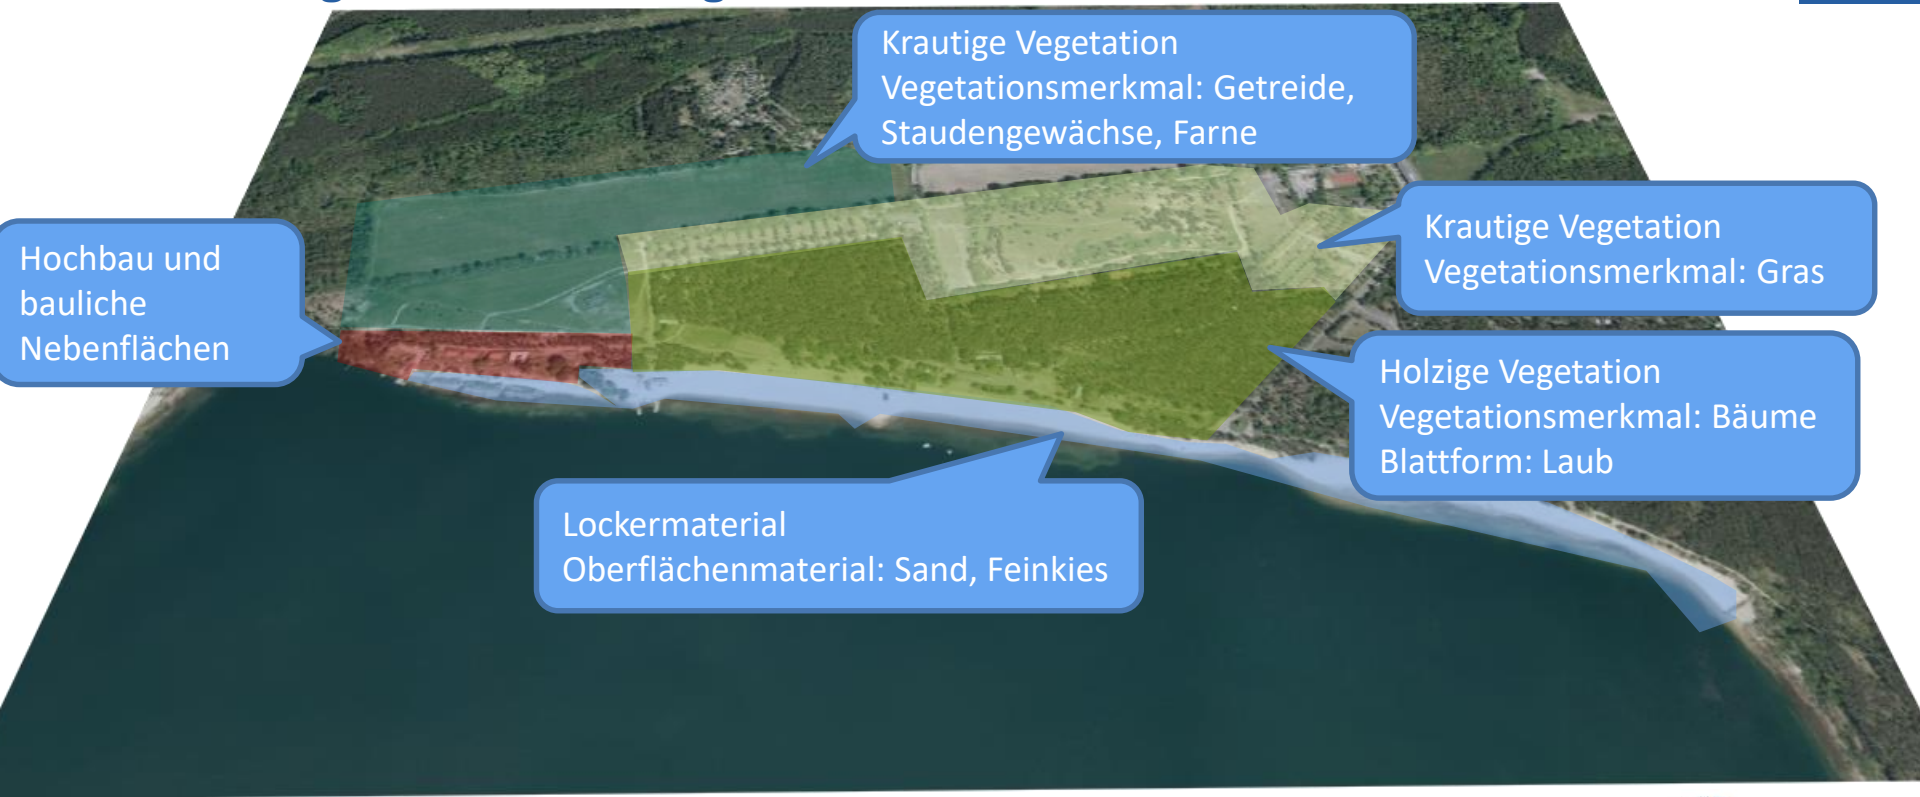 Krautige Vegetation
Vegetationsmerkmal: Getreide,
Staudengewächse, Farne
Hochbau und
bauliche
Nebenflächen
Krautige Vegetation
Vegetationsmerkmal: Gras
Holzige Vegetation
Vegetationsmerkmal: Bäume
Blattform: Laub
Lockermaterial
Oberflächenmaterial: Sand, Feinkies